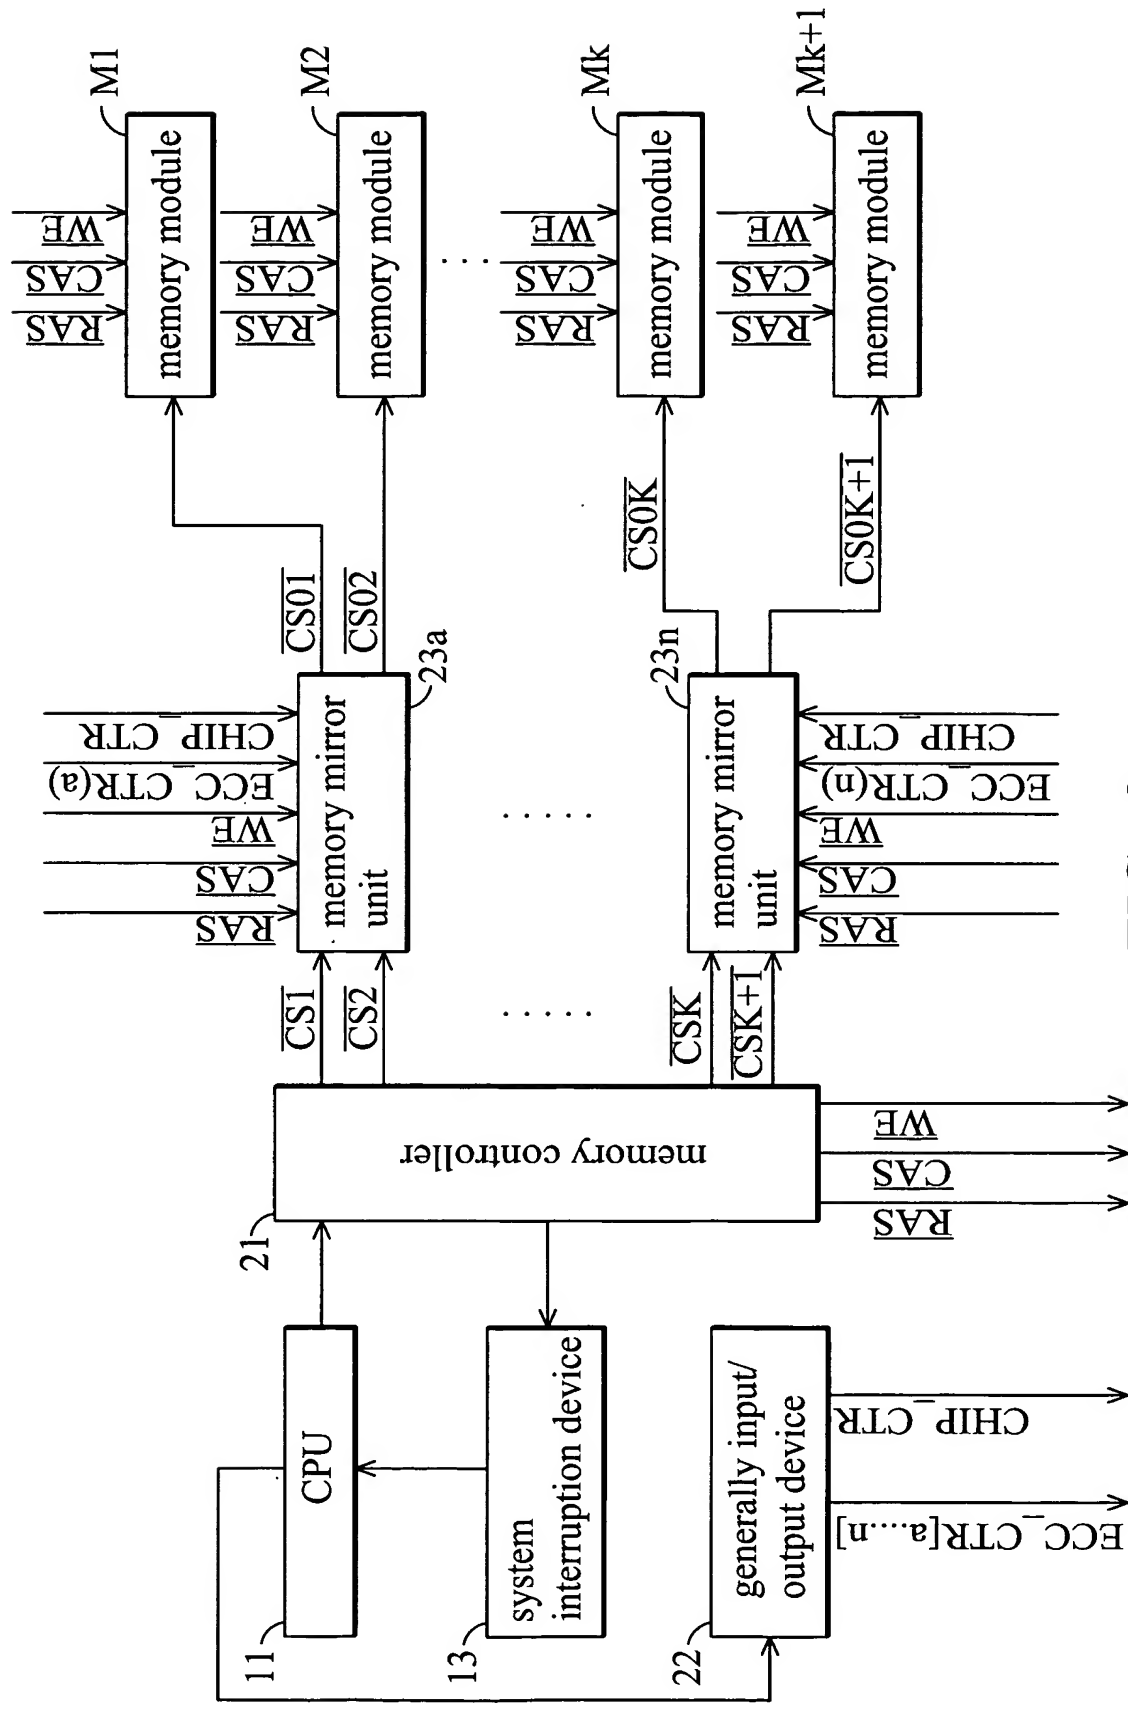 M1
memory module
RAS
CAS
WE
M2
memory module
RAS
CAS
WE
. . .
Mk
memory module
RAS
CAS
WE
Mk+1
memory module
RAS
CAS
WE
CS01
CS02
CS0K
CS0K+1
23a
memory mirror
unit
RAS
CAS
WE
ECC_CTR(a)
CHIP_CTR
. . . . .
23n
memory mirror
unit
RAS
CAS
WE
ECC_CTR(n)
CHIP_CTR
CS1
CS2
. . . . .
CSK
CSK+1
21
memory controller
RAS
CAS
WE
11
CPU
13
system
interruption device
22
generally input/
output device
ECC_CTR[a....n]
CHIP_CTR